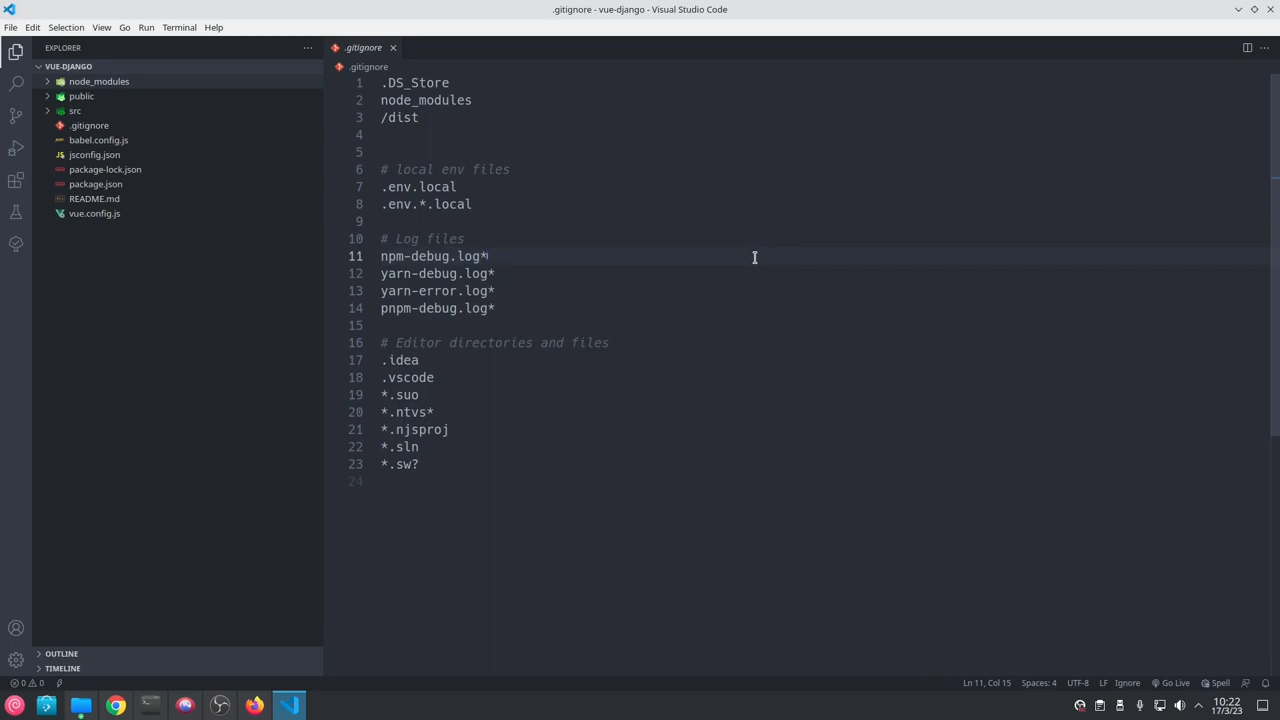 .gitignore - vue-django - Visual Studio Code
File Edit Selection View Go Run Terminal Help
EXPLORER
VUE-DJANGO
node_modules
public
src
.gitignore
babel.config.js
jsconfig.json
package-lock.json
package.json
README.md
vue.config.js
OUTLINE
TIMELINE
.gitignore
.gitignore
1 .DS_Store
2 node_modules
3 /dist
4
5
6 # local env files
7 .env.local
8 .env.*.local
9
10 # Log files
11 npm-debug.log*
12 yarn-debug.log*
13 yarn-error.log*
14 pnpm-debug.log*
15
16 # Editor directories and files
17 .idea
18 .vscode
19 *.suo
20 *.ntvs*
21 *.njsproj
22 *.sln
23 *.sw?
24
0 0 Ln 11, Col 15 Spaces: 4 UTF-8 LF Ignore Go Live Spell
10:22
17/3/23